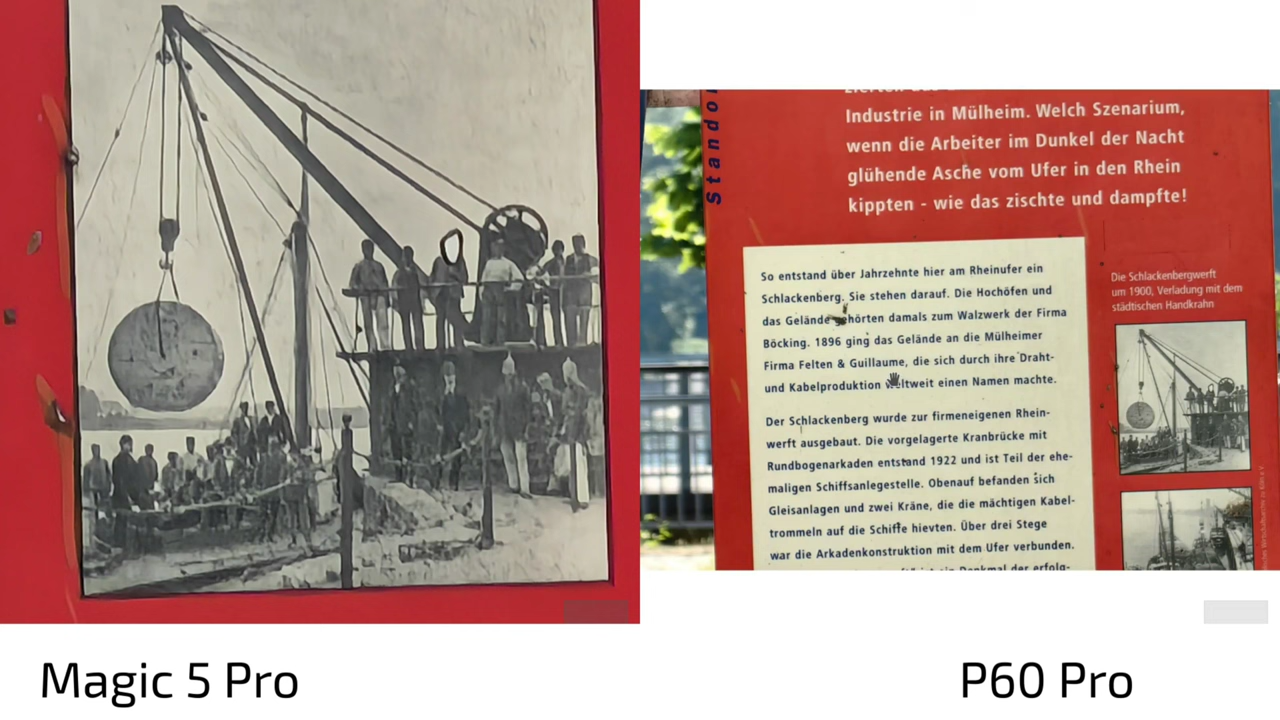 Standor
Industrie in Mülheim. Welch Szenarium,
wenn die Arbeiter im Dunkel der Nacht
glühende Asche vom Ufer in den Rhein
kippten - wie das zischte und dampfte!
So entstand über Jahrzehnte hier am Rheinufer ein
Schlackenberg. Sie stehen darauf. Die Hochöfen und
das Gelände gehörten damals zum Walzwerk der Firma
Böcking. 1896 ging das Gelände an die Mülheimer
Firma Felten & Guillaume, die sich durch ihre Draht-
und Kabelproduktion weltweit einen Namen machte.
Der Schlackenberg wurde zur firmeneigenen Rhein-
werft ausgebaut. Die vorgelagerte Kranbrücke mit
Rundbogenarkaden entstand 1922 und ist Teil der ehe-
maligen Schiffsanlegestelle. Obenauf befanden sich
Gleisanlagen und zwei Kräne, die die mächtigen Kabel-
trommeln auf die Schiffe hievten. Über drei Stege
war die Arkadenkonstruktion mit dem Ufer verbunden.
Die Schlackenbergwerft
um 1900, Verladung mit dem
städtischen Handkrahn
Magic 5 Pro
P60 Pro